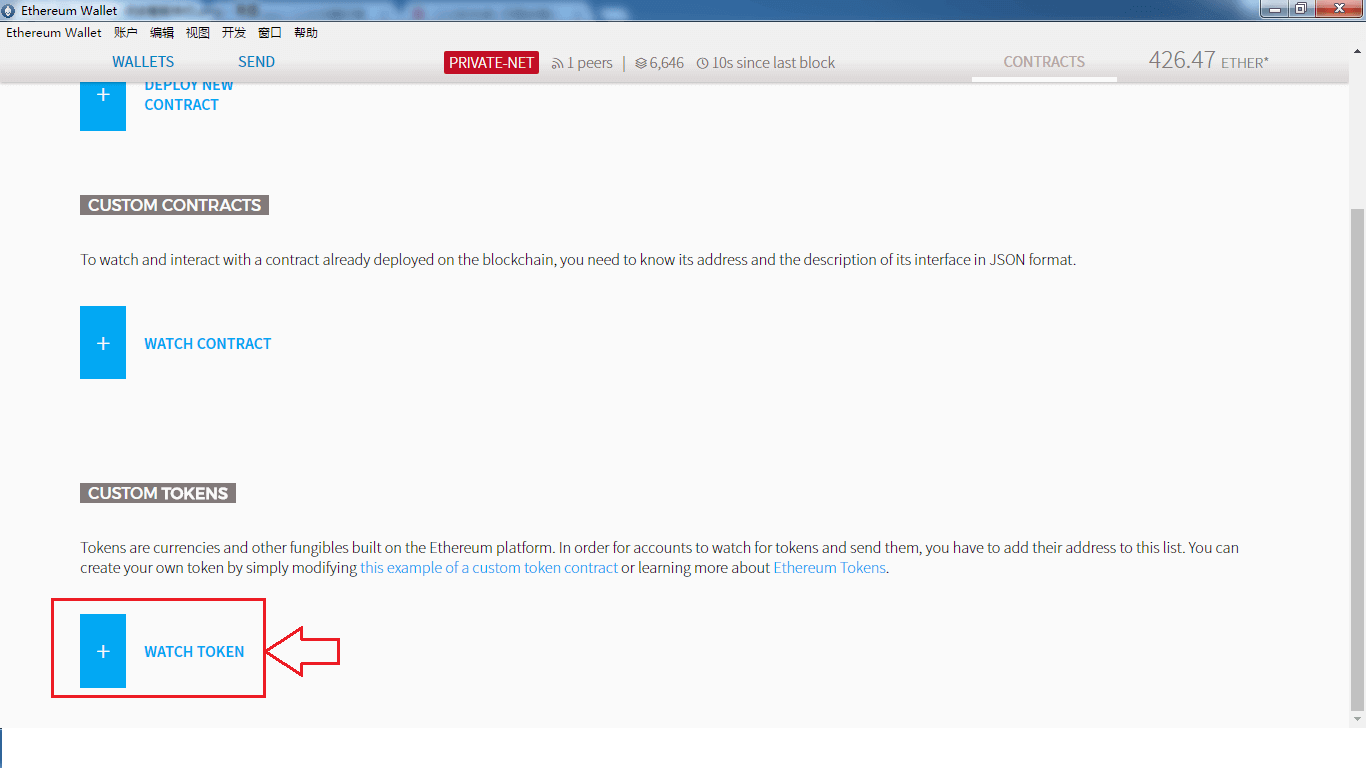 Ethereum Wallet
Ethereum Wallet 账户 编辑 视图 开发 窗口 帮助
WALLETS SEND PRIVATE-NET 1 peers | 6,646 10s since last block CONTRACTS 426.47 ETHER*
+ DEPLOY NEW
CONTRACT
CUSTOM CONTRACTS
To watch and interact with a contract already deployed on the blockchain, you need to know its address and the description of its interface in JSON format.
+ WATCH CONTRACT
CUSTOM TOKENS
Tokens are currencies and other fungibles built on the Ethereum platform. In order for accounts to watch for tokens and send them, you have to add their address to this list. You can
create your own token by simply modifying this example of a custom token contract or learning more about Ethereum Tokens.
+ WATCH TOKEN